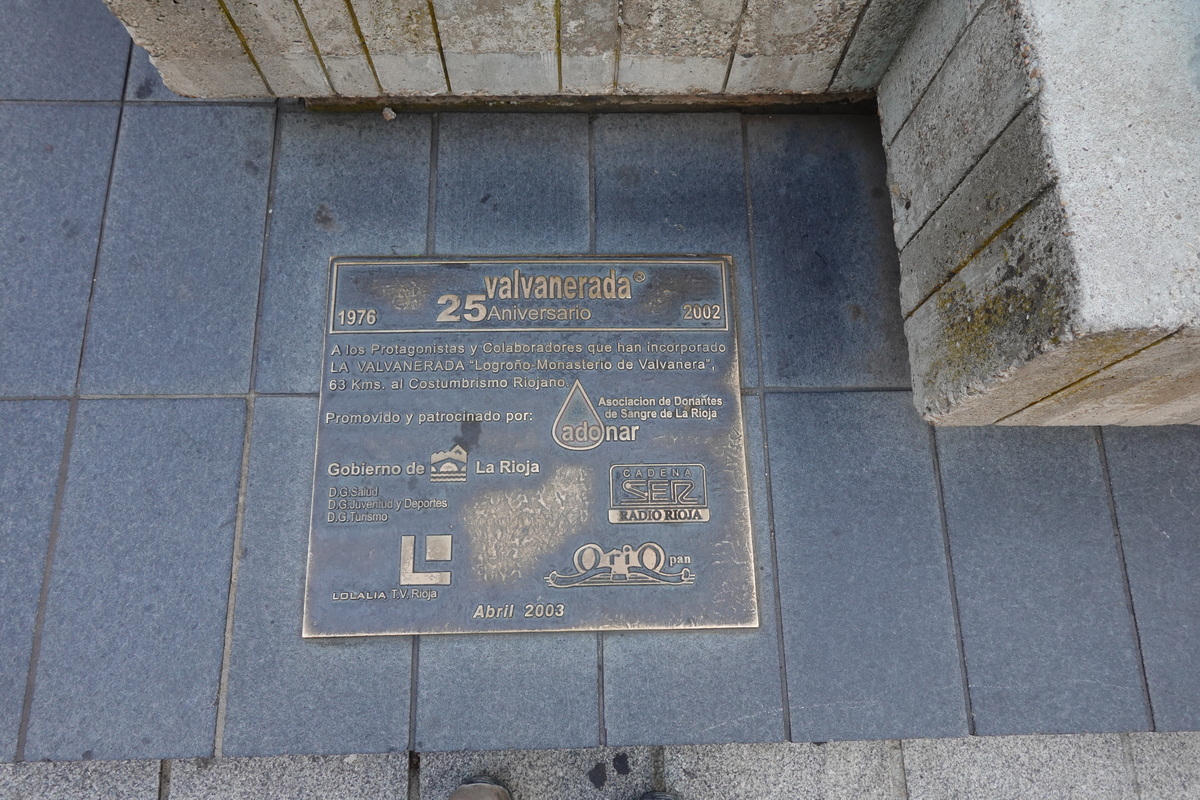 valvanerada®
1976 25 Aniversario 2002
A los Protagonistas y Colaboradores que han incorporado
LA VALVANERADA "Logroño-Monasterio de Valvanera",
63 Kms. al Costumbrismo Riojano.
Promovido y patrocinado por:
Asociacion de Donantes
de Sangre de La Rioja
adonar
Gobierno de La Rioja
D.G.Salud
D.G.Juventud y Deportes
D.G.Turismo
CADENA
SER
RADIO RIOJA
LOLALIA T.V. Rioja
OriO pan
Abril 2003